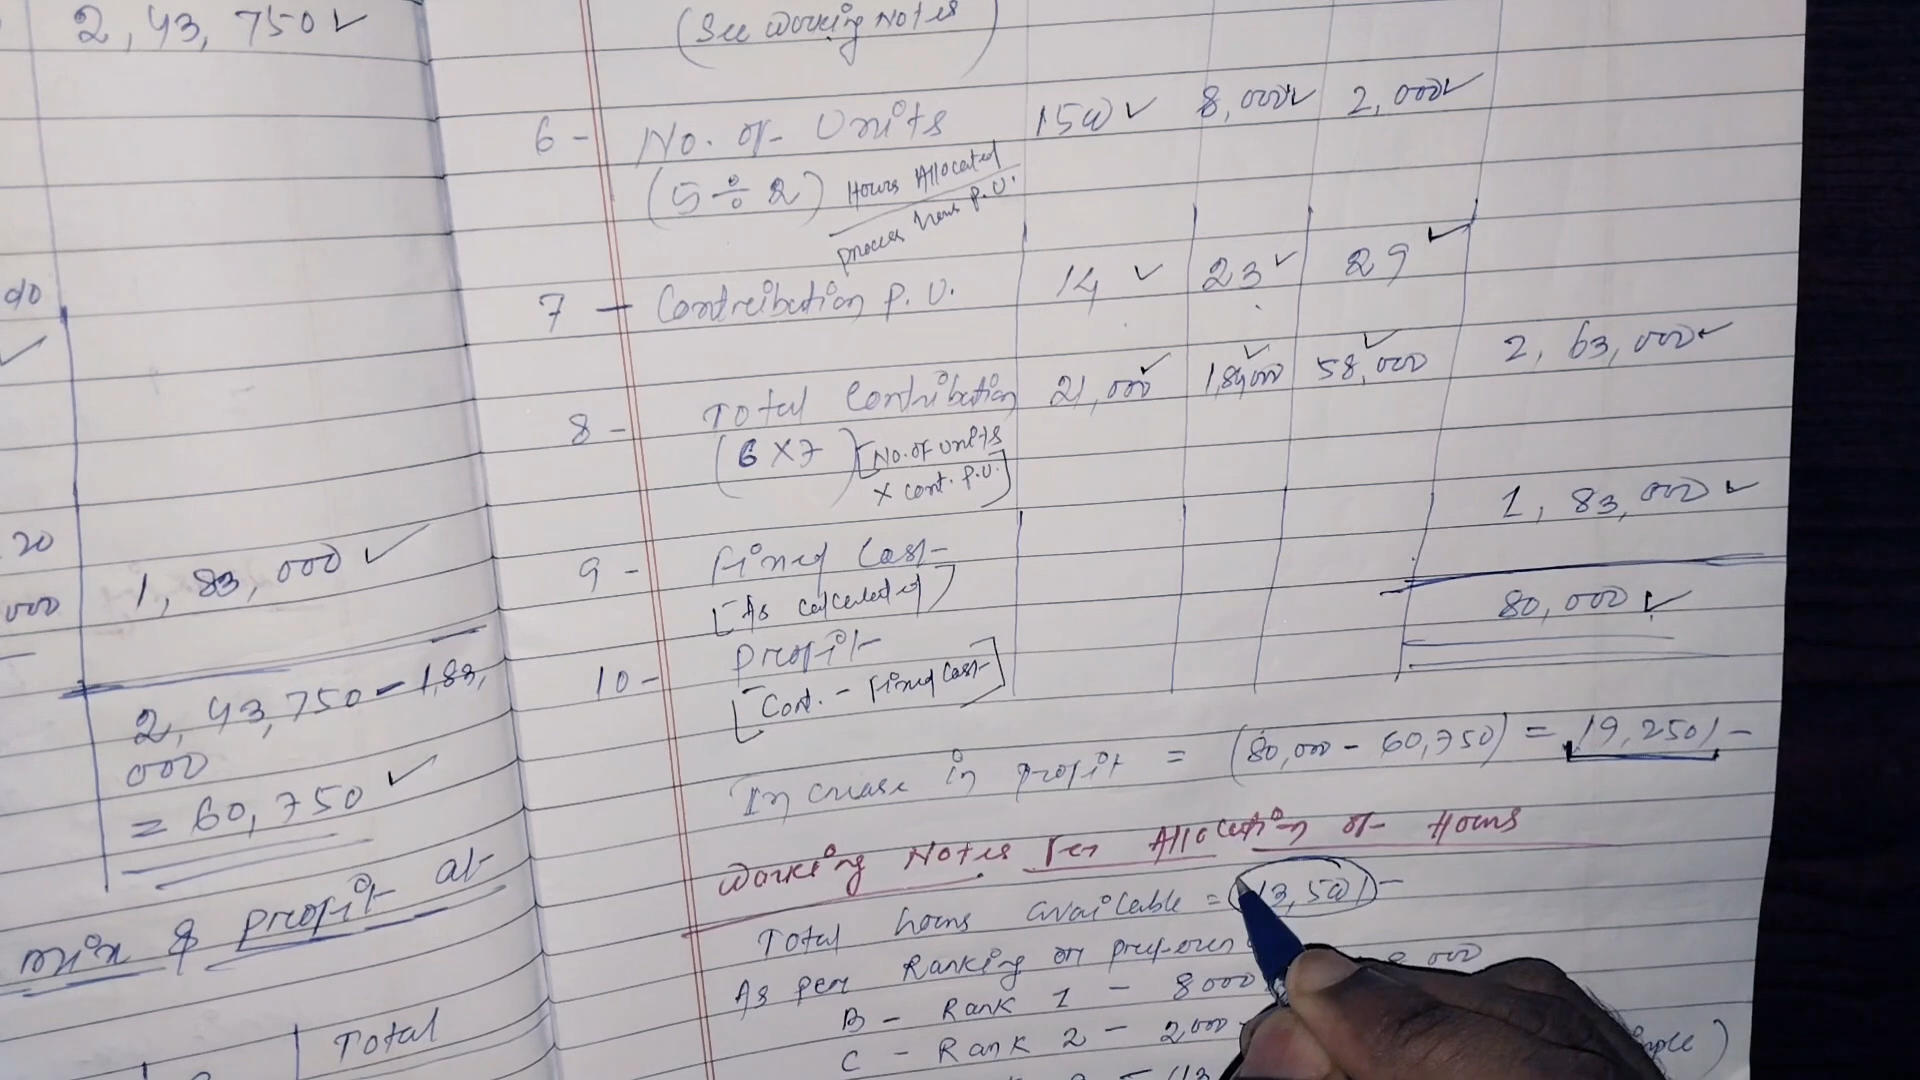 2,43,750 ✓
1,83,000 ✓
20
000
2,43,750 - 1,83,
000
= 60,750 ✓
mix & profit at
Total
(See Working Notes)
6 - No. of Units 1500 ✓ 8,000 ✓ 2,000 ✓
(5 ÷ 2) Hours Allocated
Process Hours P.U.
7 - Contribution P.U. 14 ✓ 23 ✓ 29 ✓
8 - Total Contribution 21,000 ✓ 1,84,000 ✓ 58,000 ✓ 2,63,000 ✓
(6 x 7) [No. of Units
x Cont. P.U.]
9 - Fixed Cost 1,83,000 ✓
[As calculated]
10 - Profit 80,000 ✓
[Cont. - Fixed Cost]
Increase in profit = (80,000 - 60,750) = 19,250/-
Working Notes for Allocation of Hours
Total hours available = 13,500/-
As per Ranking or
B - Rank 1 - 8000
C - Rank 2 - 2,000